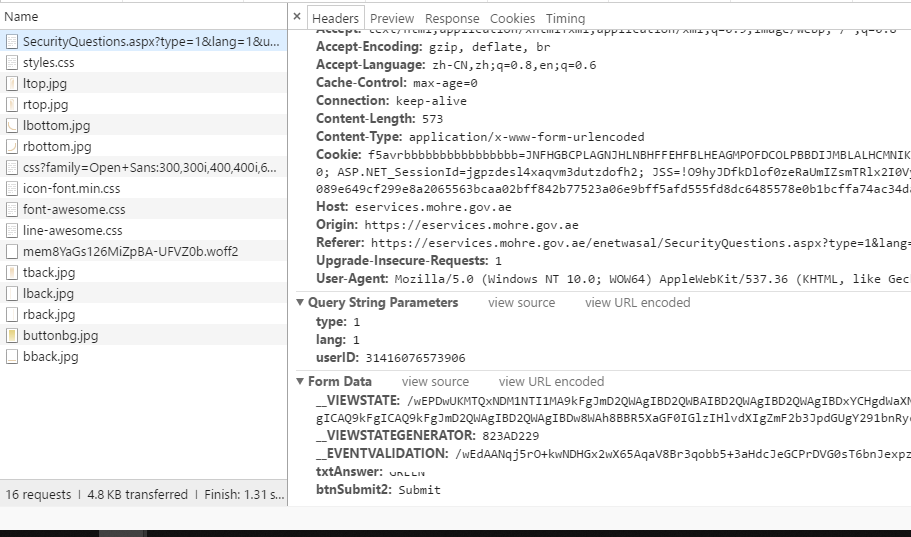 Name
× Headers Preview Response Cookies Timing
SecurityQuestions.aspx?type=1&lang=1&u...
styles.css
ltop.jpg
rtop.jpg
lbottom.jpg
rbottom.jpg
css?family=Open+Sans:300,300i,400,400i,6...
icon-font.min.css
font-awesome.css
line-awesome.css
mem8YaGs126MiZpBA-UFVZ0b.woff2
tback.jpg
lback.jpg
rback.jpg
buttonbg.jpg
bback.jpg
16 requests | 4.8 KB transferred | Finish: 1.31 s...
Accept-Encoding: gzip, deflate, br
Accept-Language: zh-CN,zh;q=0.8,en;q=0.6
Cache-Control: max-age=0
Connection: keep-alive
Content-Length: 573
Content-Type: application/x-www-form-urlencoded
Cookie: f5avrbbbbbbbbbbbbbbbb=JNFHGBCPLAGNJHLNBHFFEHFBLHEAGMPOFDCOLPBBDIJMBLALHCMNIK
0; ASP.NET_SessionId=jgpzdesl4xaqvm3dutzdofh2; JSS=!O9hyJDfkDlof0zeRaUmIZsmTRlx2I0Vy
089e649cf299e8a2065563bcaa02bff842b77523a06e9bff5afd555fd8dc6485578e0b1bcffa74ac34da
Host: eservices.mohre.gov.ae
Origin: https://eservices.mohre.gov.ae
Referer: https://eservices.mohre.gov.ae/enetwasal/SecurityQuestions.aspx?type=1&lang=
Upgrade-Insecure-Requests: 1
User-Agent: Mozilla/5.0 (Windows NT 10.0; WOW64) AppleWebKit/537.36 (KHTML, like Gec
Query String Parameters view source view URL encoded
type: 1
lang: 1
userID: 31416076573906
Form Data view source view URL encoded
__VIEWSTATE: /wEPDwUKMTQxNDM1NTI1MA9kFgJmD2QWAgIBD2QWBAIBD2QWAgIBD2QWAgIBDxYCHgdWaXN
gICAQ9kFgICAQ9kFgJmD2QWAgIBD2QWAgIBDw8WAh8BBR5XaGF0IGlzIHlvdXIgZmF2b3JpdGUgY291bnRyeS
__VIEWSTATEGENERATOR: 823AD229
__EVENTVALIDATION: /wEdAANqj5rO+kwNDHGx2wX65AqaV8Br3qobb5+3aHdcJeGCPrDVG0sT6bnJexpz
txtAnswer: GREEN
btnSubmit2: Submit